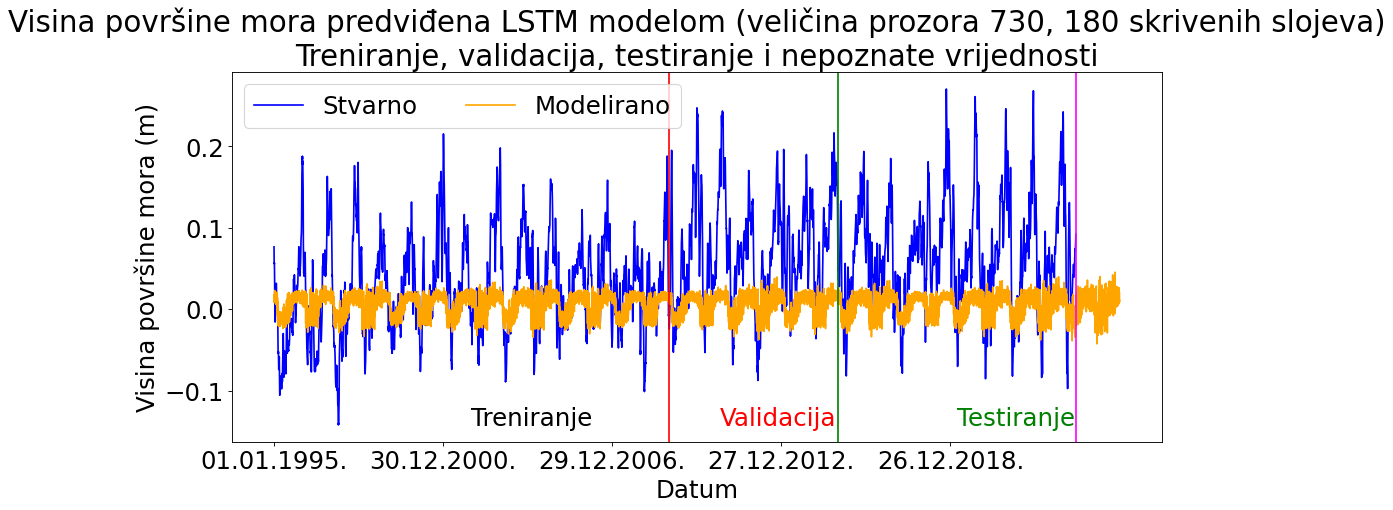 Visina površine mora predviđena LSTM modelom (veličina prozora 730, 180 skrivenih slojeva)
Treniranje, validacija, testiranje i nepoznate vrijednosti
Stvarno
Modelirano
Visina površine mora (m)
0.2
0.1
0.0
−0.1
Treniranje
Validacija
Testiranje
01.01.1995.
30.12.2000.
29.12.2006.
27.12.2012.
26.12.2018.
Datum